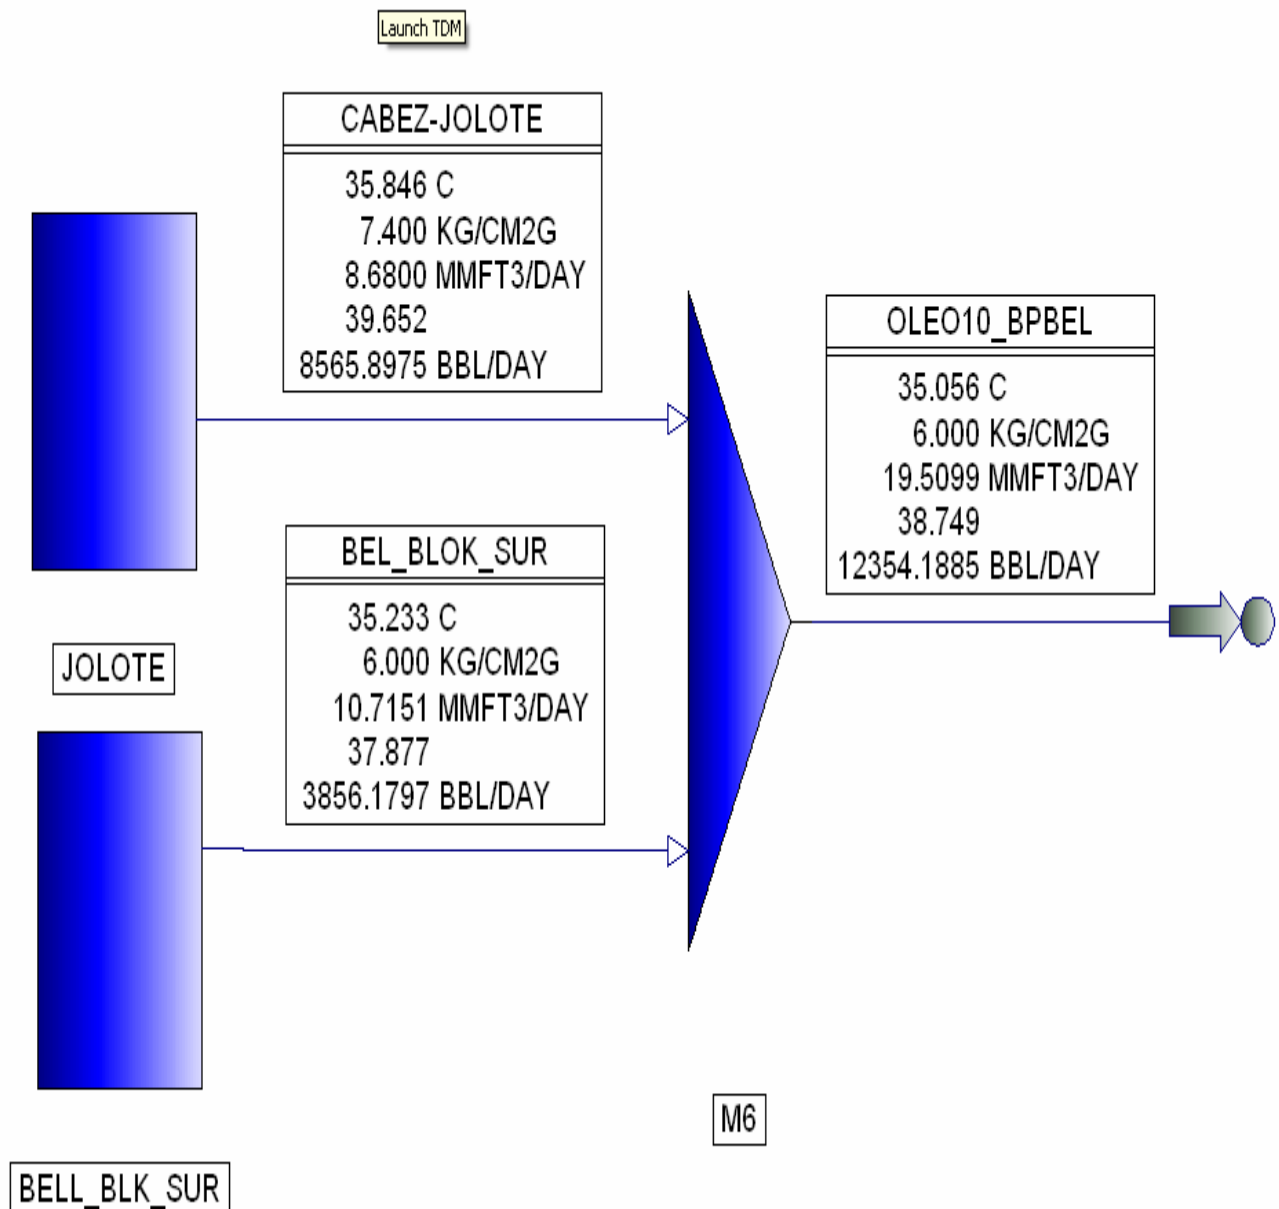 Launch TDM
CABEZ-JOLOTE
35.846 C
7.400 KG/CM2G
8.6800 MMFT3/DAY
39.652
8565.8975 BBL/DAY
OLEO10_BPBEL
35.056 C
6.000 KG/CM2G
19.5099 MMFT3/DAY
38.749
12354.1885 BBL/DAY
BEL_BLOK_SUR
35.233 C
6.000 KG/CM2G
10.7151 MMFT3/DAY
37.877
3856.1797 BBL/DAY
JOLOTE
M6
BELL_BLK_SUR